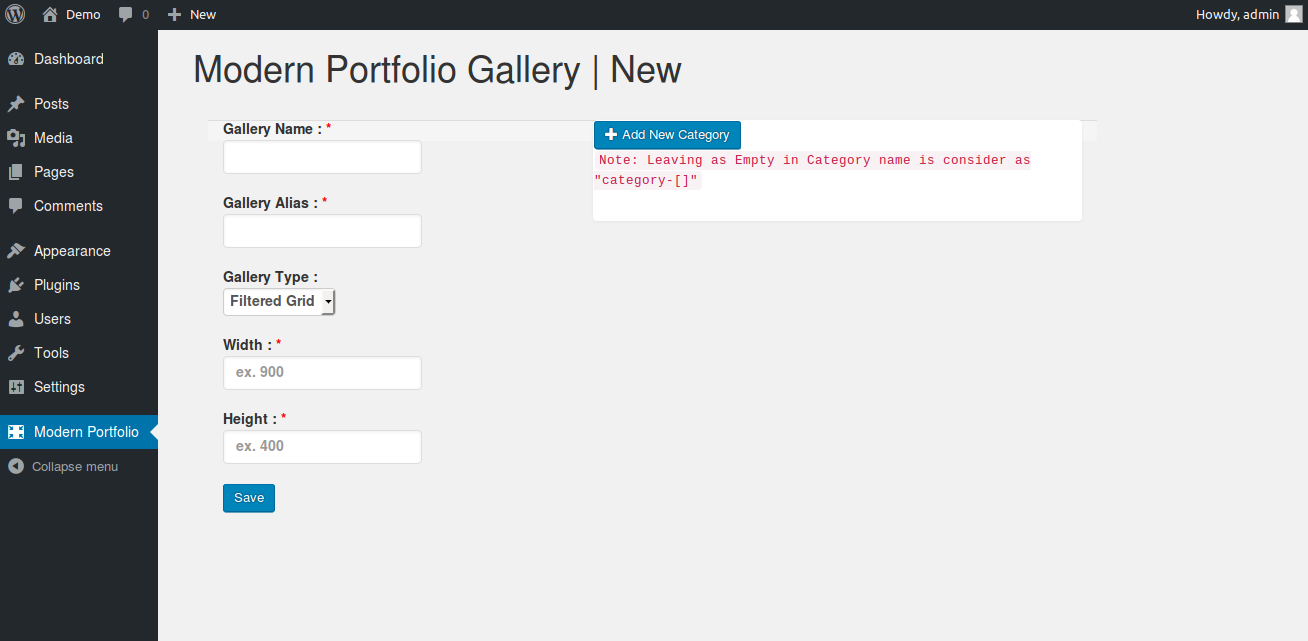 Demo 0 New Howdy, admin
Dashboard
Posts
Media
Pages
Comments
Appearance
Plugins
Users
Tools
Settings
Modern Portfolio
Collapse menu
Modern Portfolio Gallery | New
Gallery Name : *
Gallery Alias : *
Gallery Type :
Filtered Grid
Width : *
ex. 900
Height : *
ex. 400
Save
Add New Category
Note: Leaving as Empty in Category name is consider as
"category-[]"